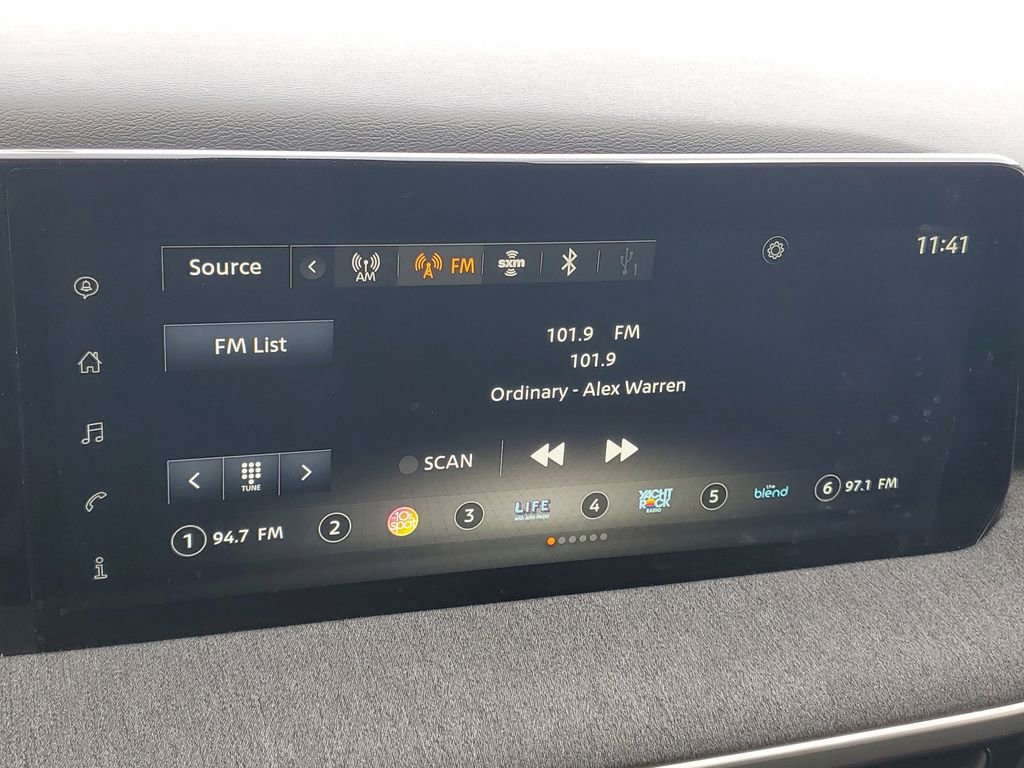 11:41
Source
AM
FM
sxm
1
FM List
101.9 FM
101.9
Ordinary - Alex Warren
TUNE
SCAN
1 94.7 FM
2 10s spot
3 LIFE with John Mayer
4 YACHT ROCK RADIO
5 the blend
6 97.1 FM